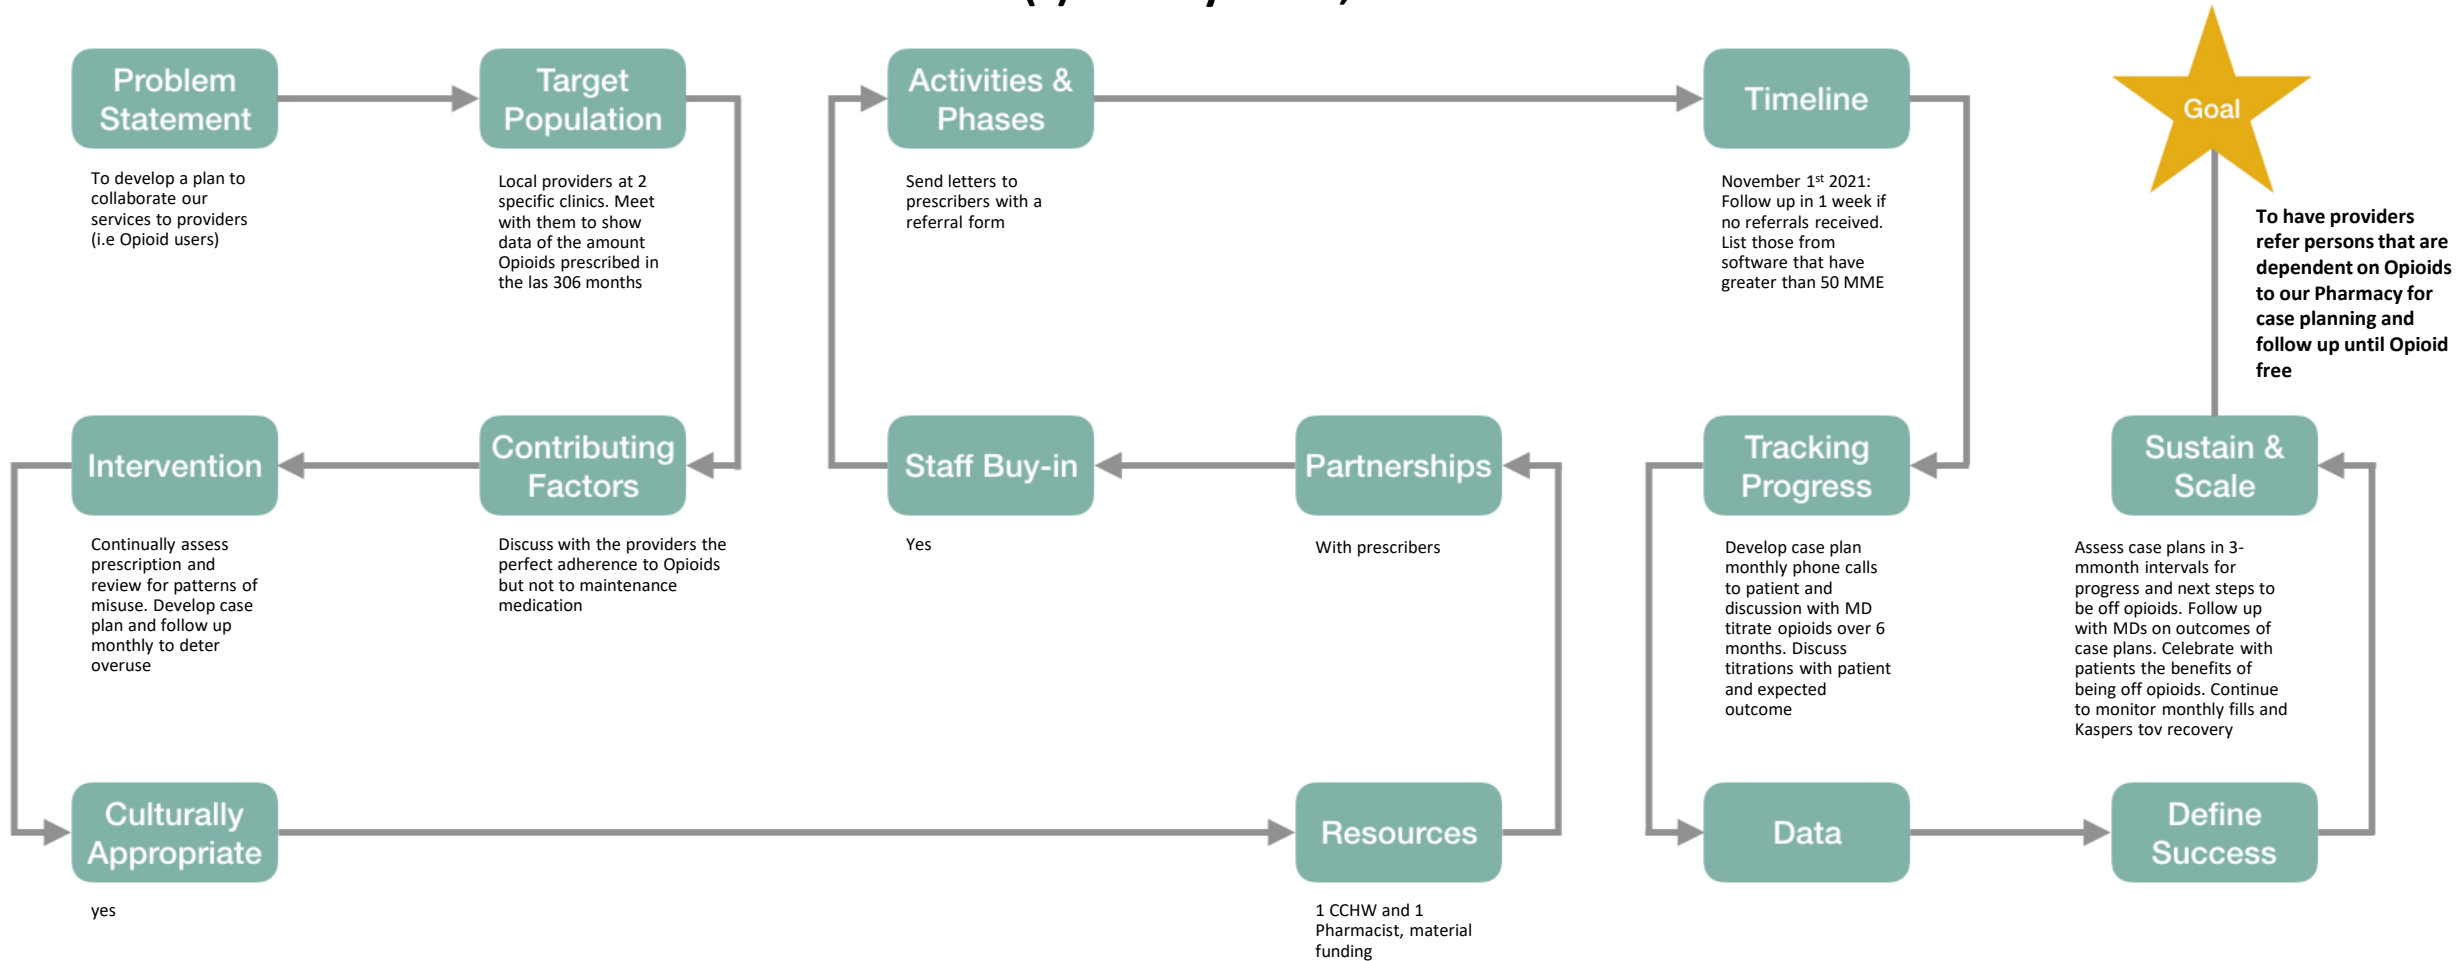 Problem
Statement
To develop a plan to
collaborate our
services to providers
(i.e Opioid users)
Target
Population
Local providers at 2
specific clinics. Meet
with them to show
data of the amount
Opioids prescribed in
the las 306 months
Contributing
Factors
Discuss with the providers the
perfect adherence to Opioids
but not to maintenance
medication
Intervention
Continually assess
prescription and
review for patterns of
misuse. Develop case
plan and follow up
monthly to deter
overuse
Culturally
Appropriate
yes
Resources
1 CCHW and 1
Pharmacist, material
funding
Partnerships
With prescribers
Staff Buy-in
Yes
Activities &
Phases
Send letters to
prescribers with a
referral form
Timeline
November 1st 2021:
Follow up in 1 week if
no referrals received.
List those from
software that have
greater than 50 MME
Tracking
Progress
Develop case plan
monthly phone calls
to patient and
discussion with MD
titrate opioids over 6
months. Discuss
titrations with patient
and expected
outcome
Data
Define
Success
Sustain &
Scale
Assess case plans in 3-
mmonth intervals for
progress and next steps to
be off opioids. Follow up
with MDs on outcomes of
case plans. Celebrate with
patients the benefits of
being off opioids. Continue
to monitor monthly fills and
Kaspers tov recovery
Goal
To have providers
refer persons that are
dependent on Opioids
to our Pharmacy for
case planning and
follow up until Opioid
free